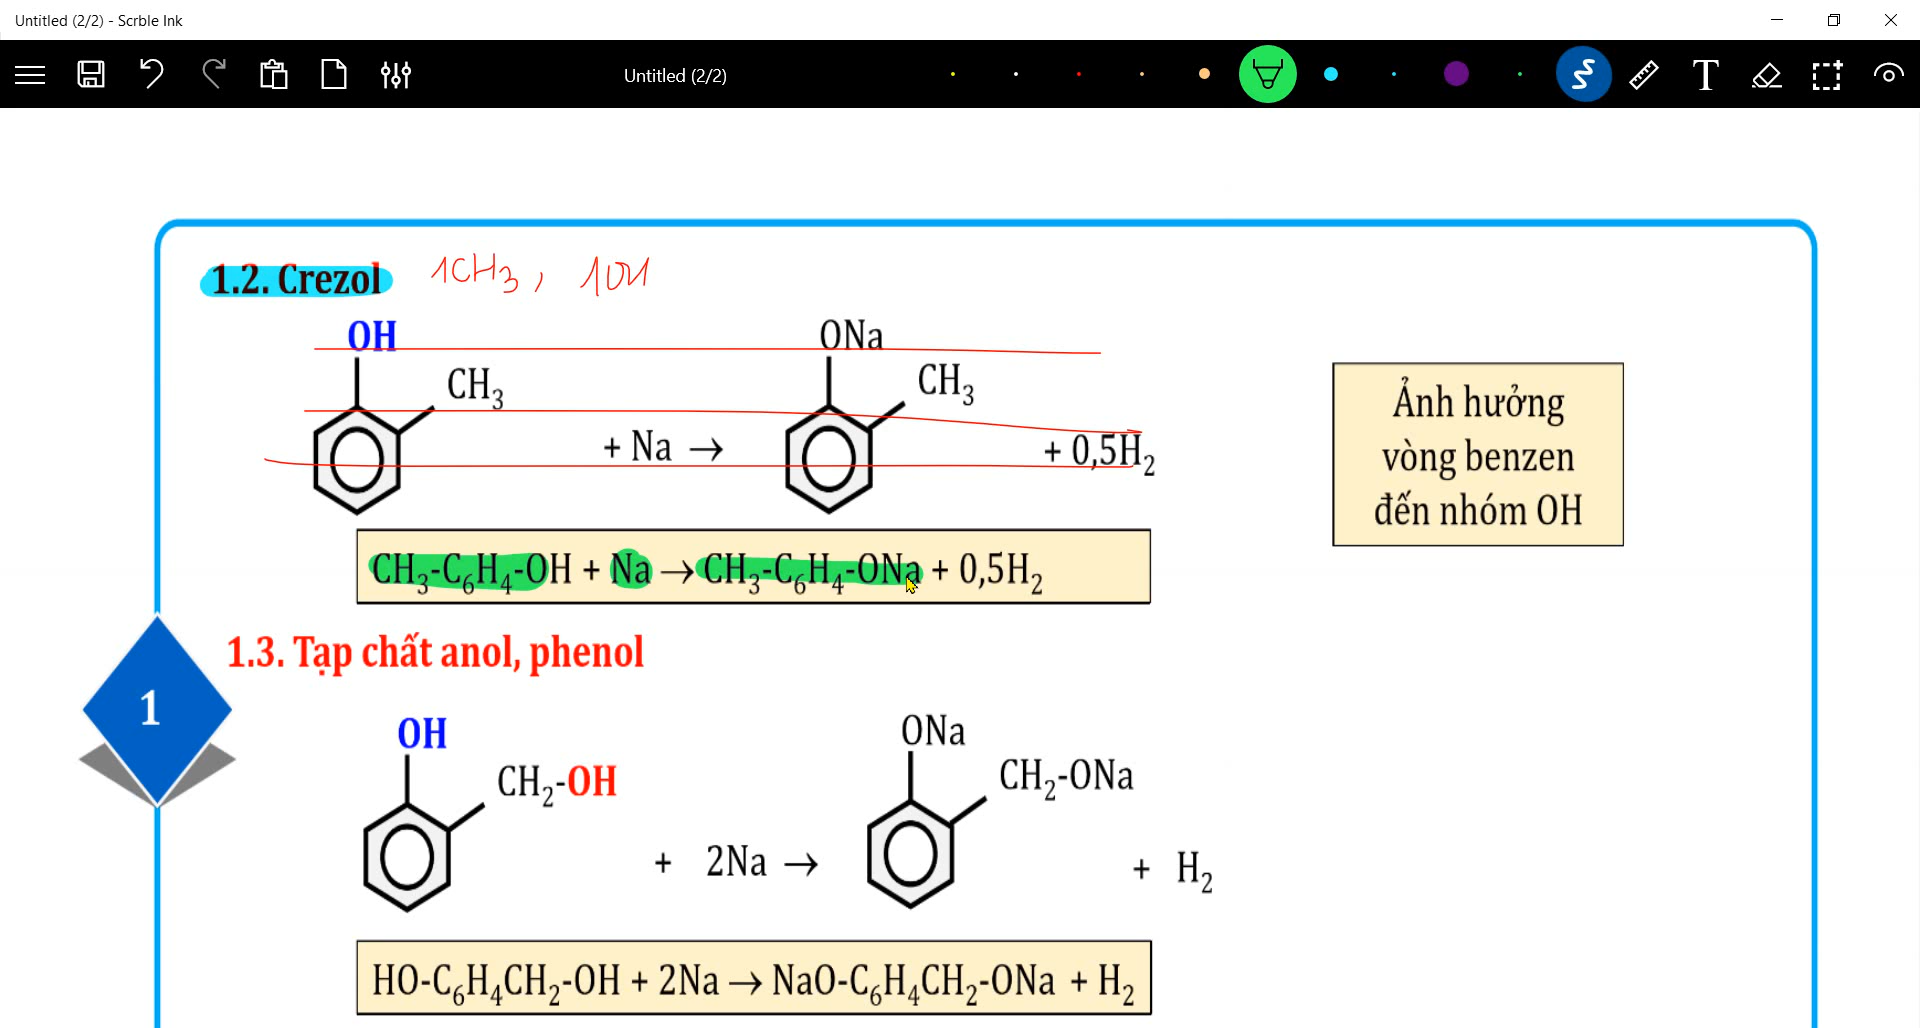 Untitled (2/2) - Scrble Ink
Untitled (2/2)
T
1.2. Crezol 1CH3, 1OH
OH
CH3
+ Na →
ONa
CH3
+ 0,5H2
Ảnh hưởng
vòng benzen
đến nhóm OH
CH3-C6H4-OH + Na → CH3-C6H4-ONa + 0,5H2
1.3. Tạp chất anol, phenol
1
OH
CH2-OH
+ 2Na →
ONa
CH2-ONa
+ H2
HO-C6H4CH2-OH + 2Na → NaO-C6H4CH2-ONa + H2